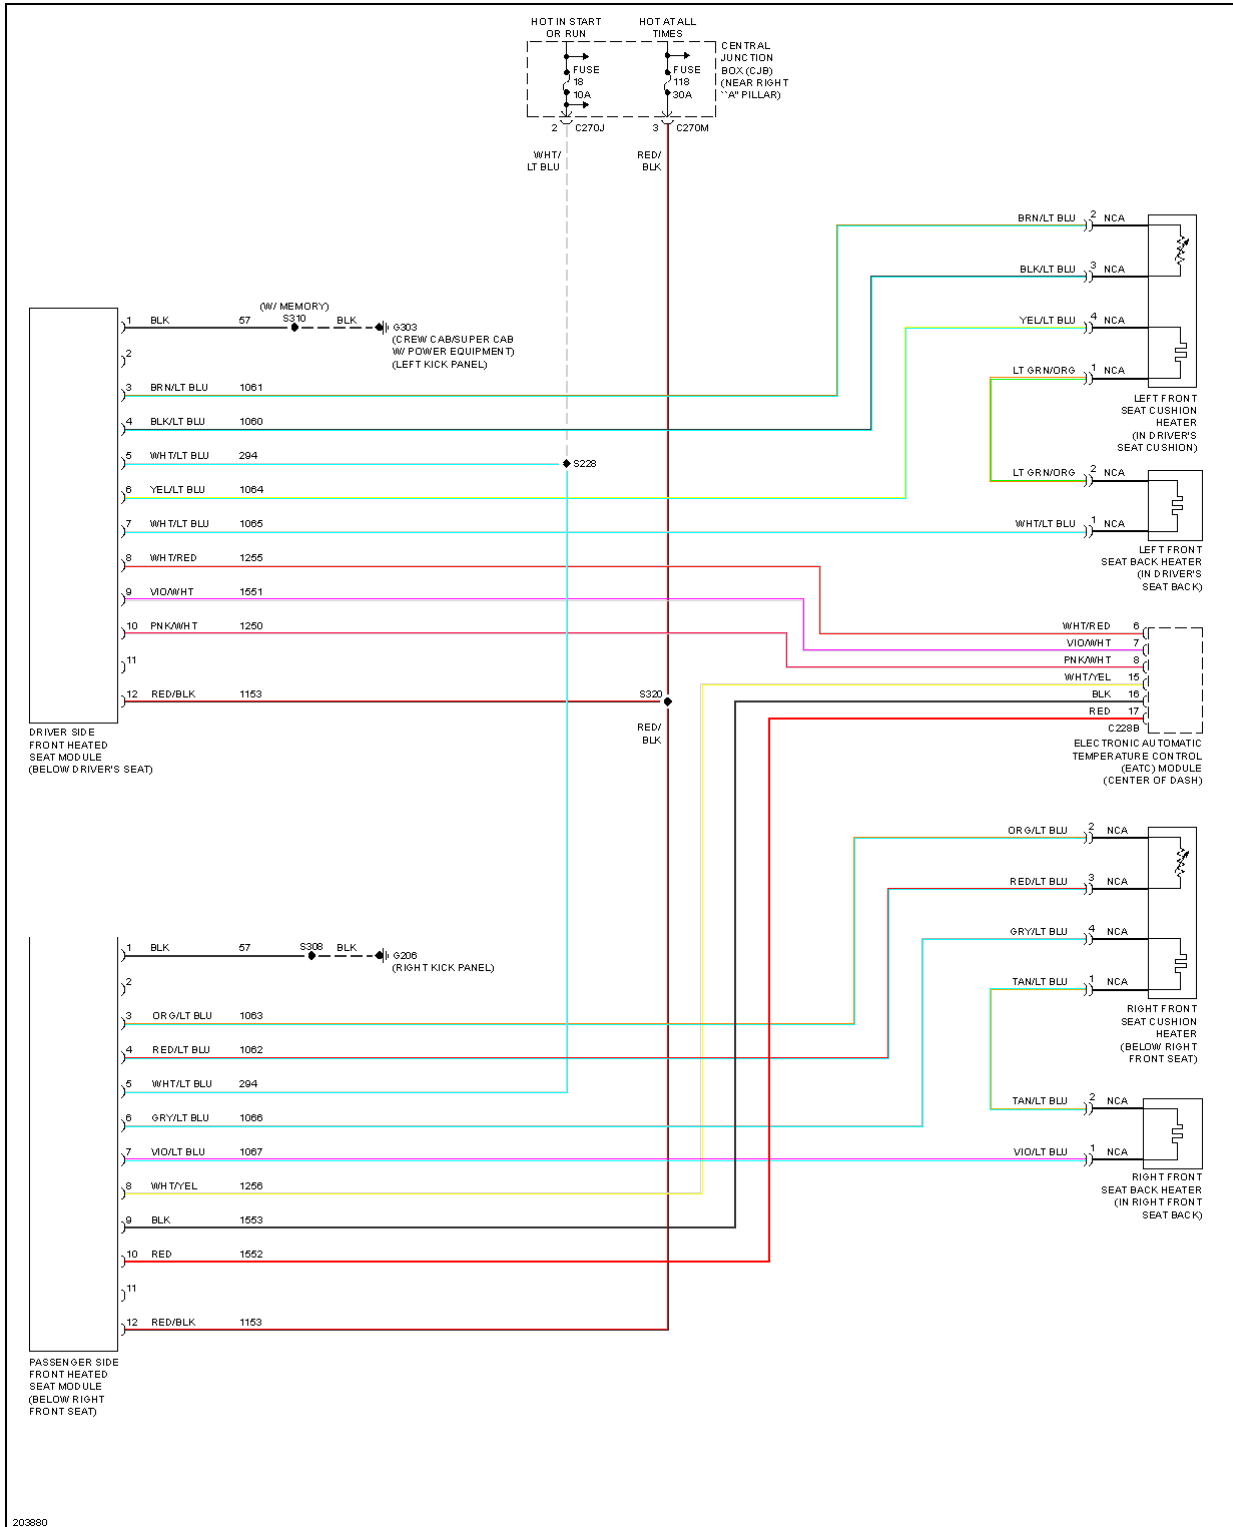 HOT IN START
OR RUN
HOT AT ALL
TIMES
CENTRAL
JUNCTION
BOX (CJB)
(NEAR RIGHT
``A" PILLAR)
FUSE
18
10A
FUSE
118
30A
2 C270J
3 C270M
WHT/
LT BLU
RED/
BLK
BRN/LT BLU 2 NCA
BLK/LT BLU 3 NCA
YEL/LT BLU 4 NCA
LT GRN/ORG 1 NCA
LEFT FRONT
SEAT CUSHION
HEATER
(IN DRIVER'S
SEAT CUSHION)
LT GRN/ORG 2 NCA
WHT/LT BLU 1 NCA
LEFT FRONT
SEAT BACK HEATER
(IN DRIVER'S
SEAT BACK)
(W/ MEMORY)
1 BLK 57 S310 BLK G303
(CREW CAB/SUPER CAB
W/ POWER EQUIPMENT)
(LEFT KICK PANEL)
2
3 BRN/LT BLU 1061
4 BLK/LT BLU 1060
5 WHT/LT BLU 294
S228
6 YEL/LT BLU 1064
7 WHT/LT BLU 1065
8 WHT/RED 1255
9 VIO/WHT 1551
10 PNK/WHT 1250
11
12 RED/BLK 1153
S320
RED/
BLK
DRIVER SIDE
FRONT HEATED
SEAT MODULE
(BELOW DRIVER'S SEAT)
WHT/RED 6
VIO/WHT 7
PNK/WHT 8
WHT/YEL 15
BLK 16
RED 17
C228B
ELECTRONIC AUTOMATIC
TEMPERATURE CONTROL
(EATC) MODULE
(CENTER OF DASH)
ORG/LT BLU 2 NCA
RED/LT BLU 3 NCA
GRY/LT BLU 4 NCA
TAN/LT BLU 1 NCA
RIGHT FRONT
SEAT CUSHION
HEATER
(BELOW RIGHT
FRONT SEAT)
TAN/LT BLU 2 NCA
VIO/LT BLU 1 NCA
RIGHT FRONT
SEAT BACK HEATER
(IN RIGHT FRONT
SEAT BACK)
1 BLK 57 S308 BLK G206
(RIGHT KICK PANEL)
2
3 ORG/LT BLU 1063
4 RED/LT BLU 1062
5 WHT/LT BLU 294
6 GRY/LT BLU 1066
7 VIO/LT BLU 1067
8 WHT/YEL 1256
9 BLK 1553
10 RED 1552
11
12 RED/BLK 1153
PASSENGER SIDE
FRONT HEATED
SEAT MODULE
(BELOW RIGHT
FRONT SEAT)
203880